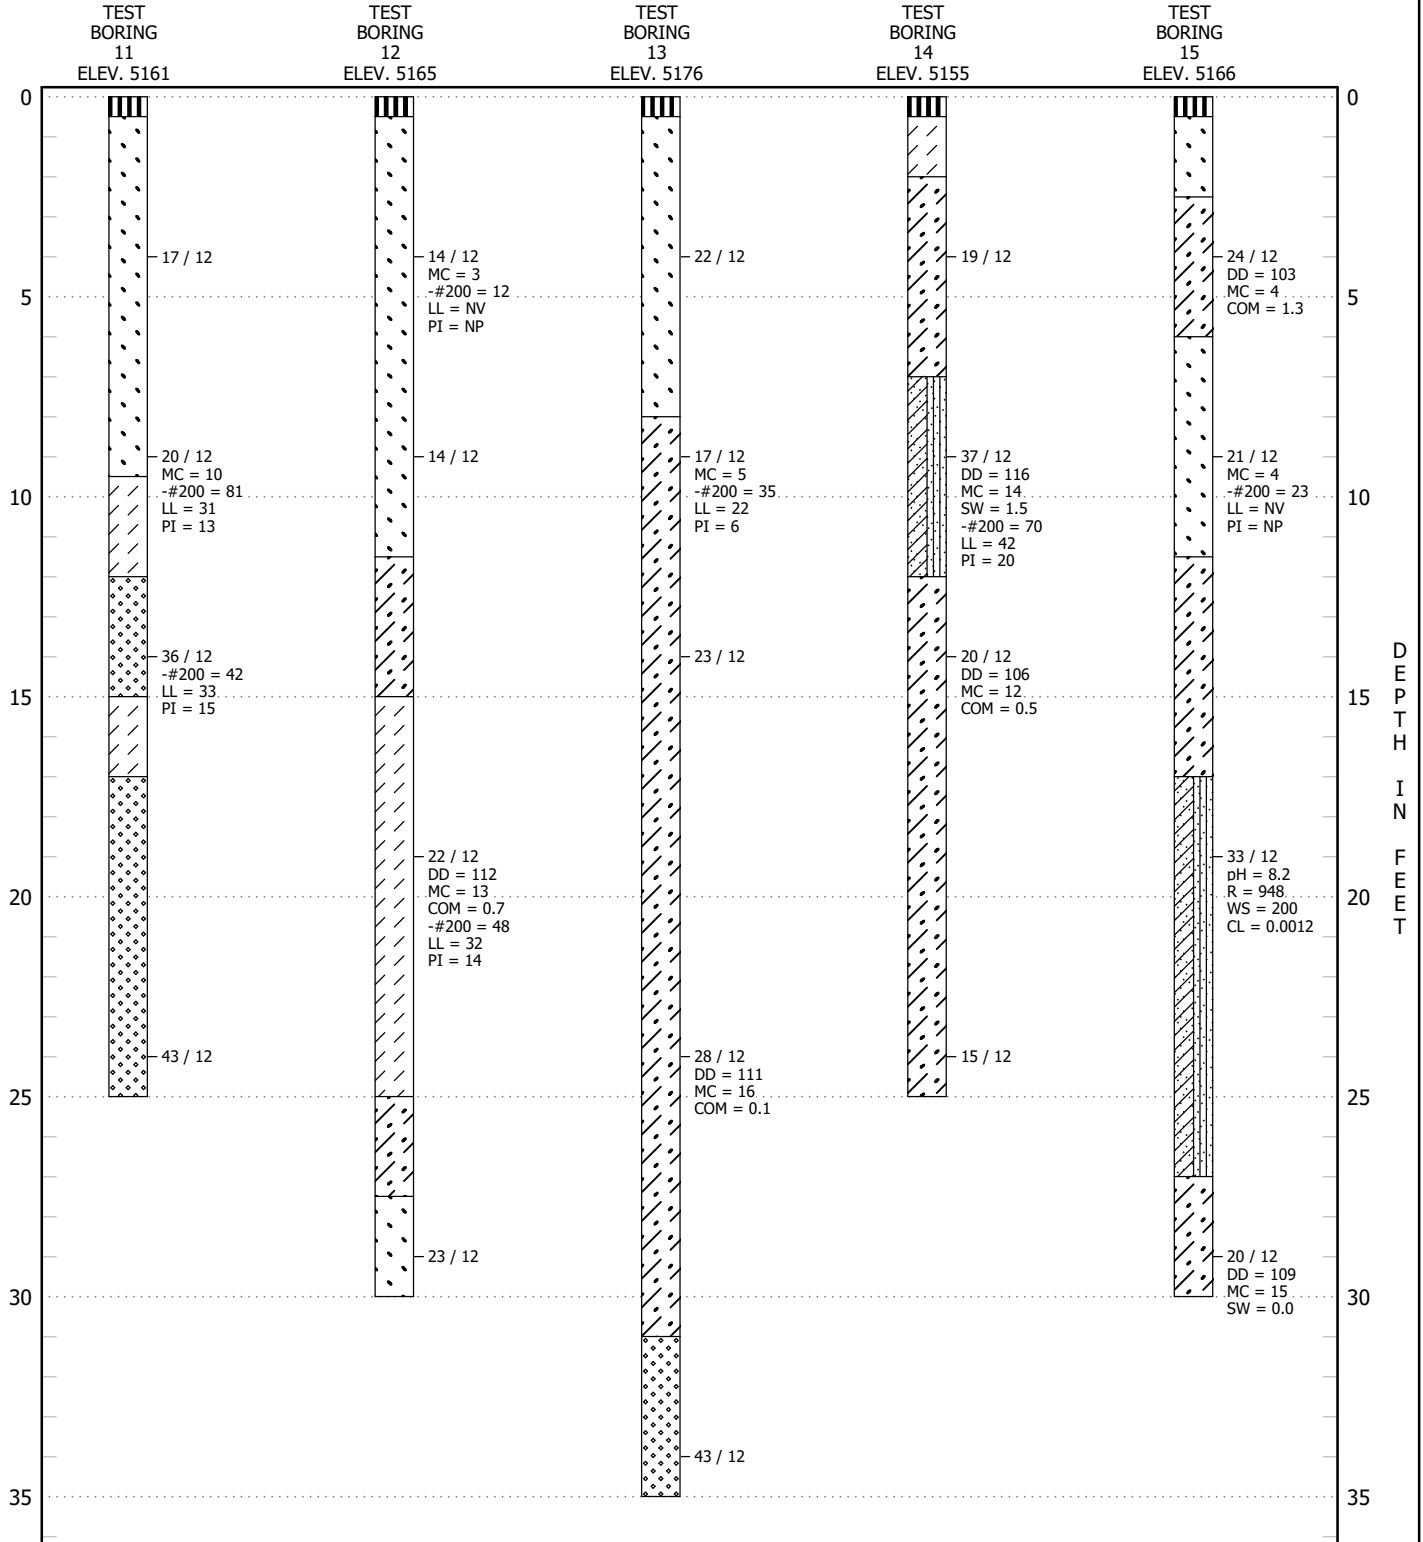 TEST
BORING
11
ELEV. 5161
TEST
BORING
12
ELEV. 5165
TEST
BORING
13
ELEV. 5176
TEST
BORING
14
ELEV. 5155
TEST
BORING
15
ELEV. 5166
0
5
10
15
20
25
30
35
17 / 12
20 / 12
MC = 10
-#200 = 81
LL = 31
PI = 13
36 / 12
-#200 = 42
LL = 33
PI = 15
43 / 12
14 / 12
MC = 3
-#200 = 12
LL = NV
PI = NP
14 / 12
22 / 12
DD = 112
MC = 13
COM = 0.7
-#200 = 48
LL = 32
PI = 14
23 / 12
22 / 12
17 / 12
MC = 5
-#200 = 35
LL = 22
PI = 6
23 / 12
28 / 12
DD = 111
MC = 16
COM = 0.1
43 / 12
19 / 12
37 / 12
DD = 116
MC = 14
SW = 1.5
-#200 = 70
LL = 42
PI = 20
20 / 12
DD = 106
MC = 12
COM = 0.5
15 / 12
24 / 12
DD = 103
MC = 4
COM = 1.3
21 / 12
MC = 4
-#200 = 23
LL = NV
PI = NP
33 / 12
pH = 8.2
R = 948
WS = 200
CL = 0.0012
20 / 12
DD = 109
MC = 15
SW = 0.0
0
5
10
15
20
25
30
35
DEPTH IN FEET